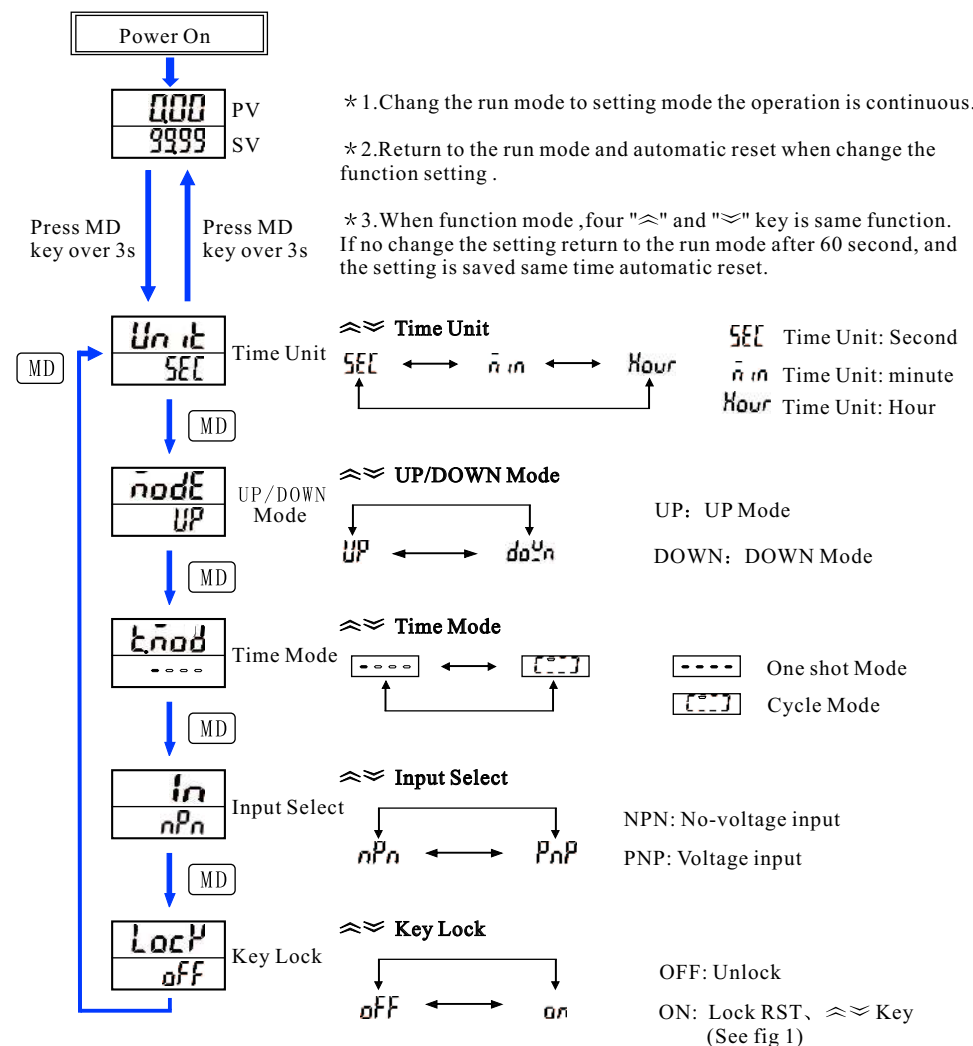 Power On
0.00 PV
99.99 SV
*1.Chang the run mode to setting mode the operation is continuous.
*2.Return to the run mode and automatic reset when change the
function setting .
*3.When function mode ,four "︽" and "︾" key is same function.
If no change the setting return to the run mode after 60 second, and
the setting is saved same time automatic reset.
Press MD
key over 3s
Press MD
key over 3s
MD
Unit
SEC
Time Unit
︽︾ Time Unit
SEC min Hour
SEC Time Unit: Second
min Time Unit: minute
Hour Time Unit: Hour
MD
modE
UP
UP/DOWN
Mode
︽︾ UP/DOWN Mode
UP down
UP: UP Mode
DOWN: DOWN Mode
MD
t.mod
----
Time Mode
︽︾ Time Mode
---- [--]
---- One shot Mode
[--] Cycle Mode
MD
In
nPn
Input Select
︽︾ Input Select
nPn PnP
NPN: No-voltage input
PNP: Voltage input
MD
LocK
oFF
Key Lock
︽︾ Key Lock
oFF on
OFF: Unlock
ON: Lock RST、︽︾ Key
(See fig 1)